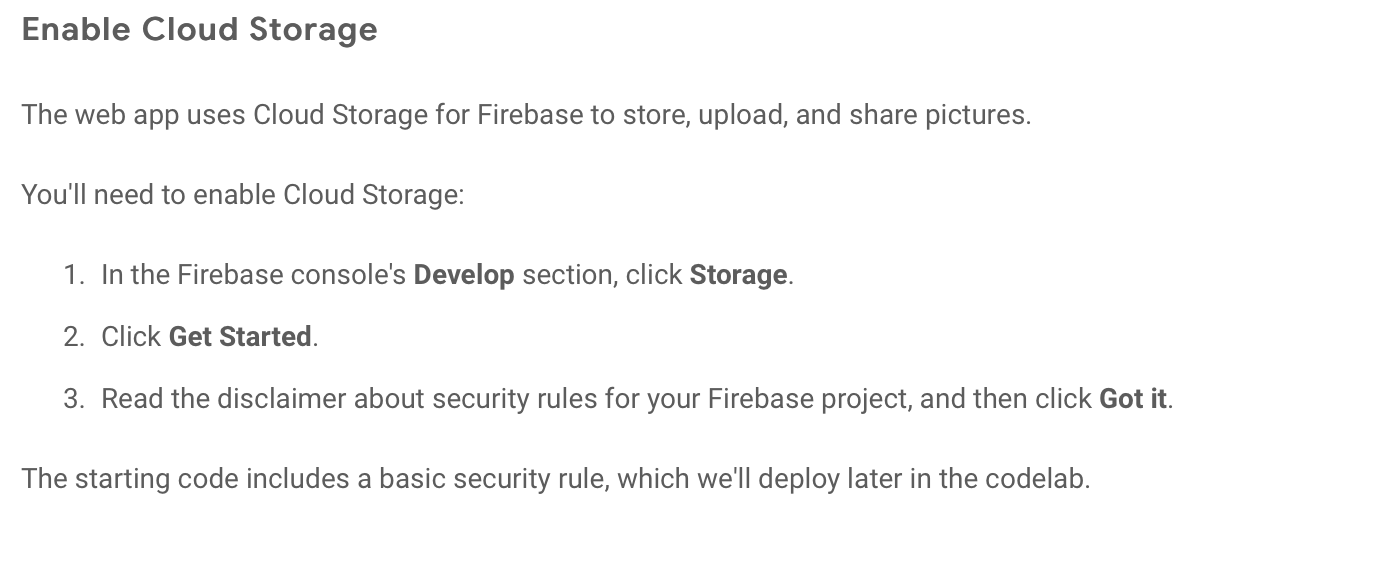 Enable Cloud Storage
The web app uses Cloud Storage for Firebase to store, upload, and share pictures.
You'll need to enable Cloud Storage:
1. In the Firebase console's Develop section, click Storage.
2. Click Get Started.
3. Read the disclaimer about security rules for your Firebase project, and then click Got it.
The starting code includes a basic security rule, which we'll deploy later in the codelab.